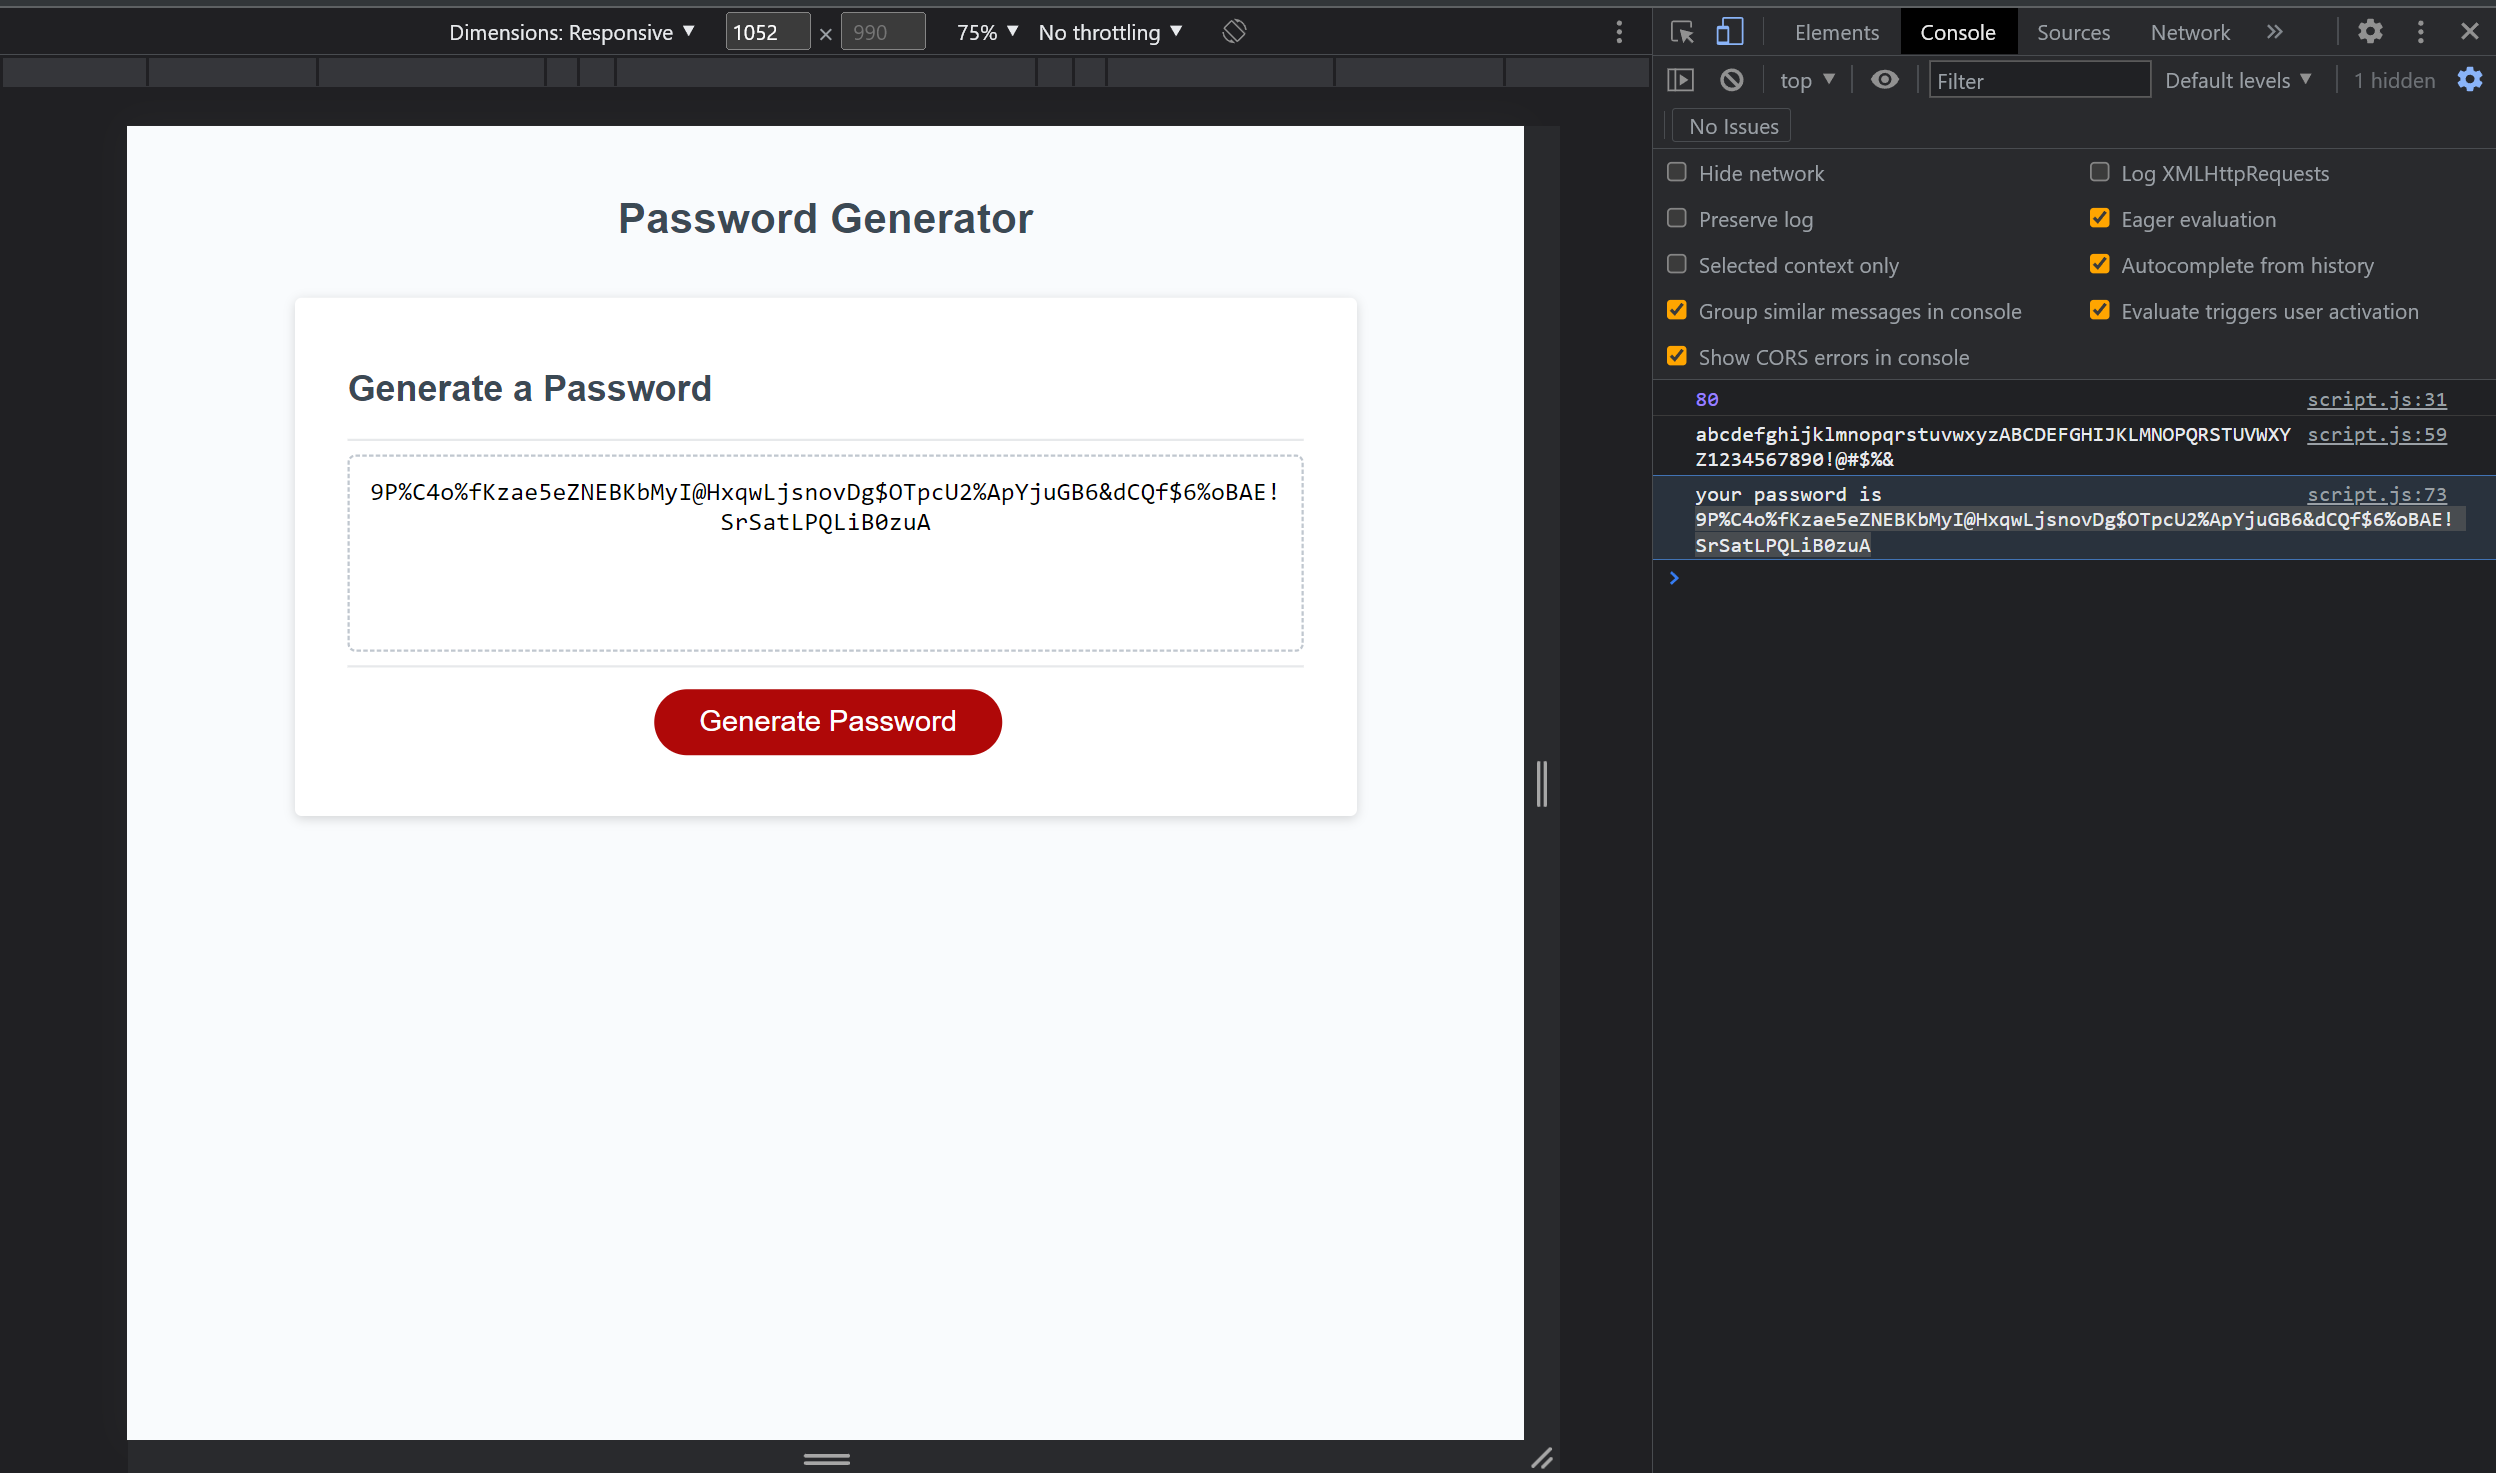 Dimensions: Responsive ▼ 1052 × 990 75% ▼ No throttling ▼
Password Generator
Generate a Password
9P%C4o%fKzae5eZNEBKbMyI@HxqwLjsnovDg$OTpcU2%ApYjuGB6&dCQf$6%oBAE!
SrSatLPQLiB0zuA
Generate Password
Elements Console Sources Network »
top ▼ Filter Default levels ▼ 1 hidden
No Issues
Hide network Log XMLHttpRequests
Preserve log Eager evaluation
Selected context only Autocomplete from history
Group similar messages in console Evaluate triggers user activation
Show CORS errors in console
80 script.js:31
abcdefghijklmnopqrstuvwxyzABCDEFGHIJKLMNOPQRSTUVWXY script.js:59
Z1234567890!@#$%&
your password is script.js:73
9P%C4o%fKzae5eZNEBKbMyI@HxqwLjsnovDg$OTpcU2%ApYjuGB6&dCQf$6%oBAE!
SrSatLPQLiB0zuA